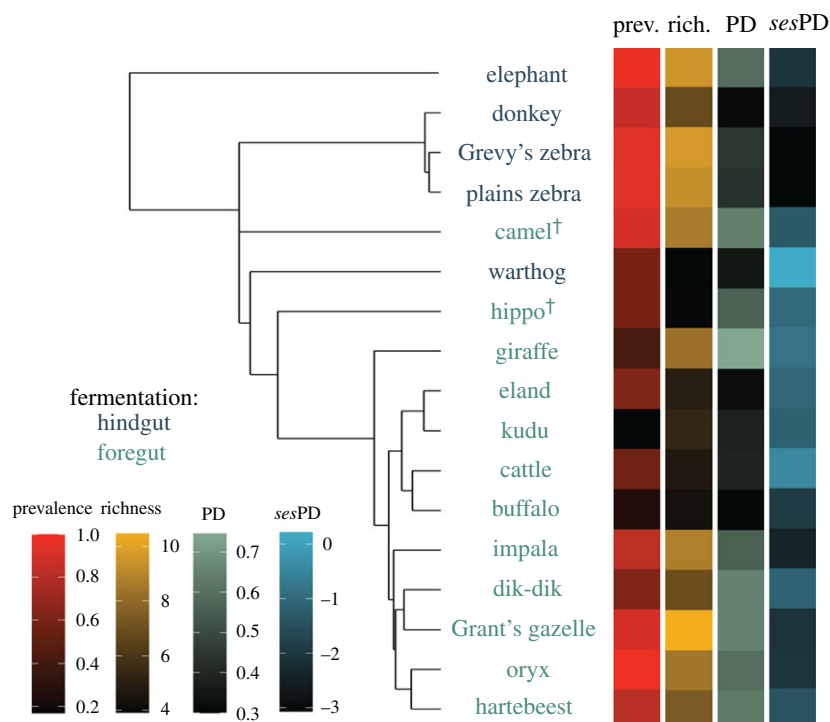 prev. rich. PD sesPD
elephant
donkey
Grevy's zebra
plains zebra
camel†
warthog
hippo†
giraffe
eland
kudu
cattle
buffalo
impala
dik-dik
Grant's gazelle
oryx
hartebeest
fermentation:
hindgut
foregut
prevalence richness PD sesPD
1.0
0.8
0.6
0.4
0.2
10
8
6
4
0.7
0.6
0.5
0.4
0.3
0
–1
–2
–3